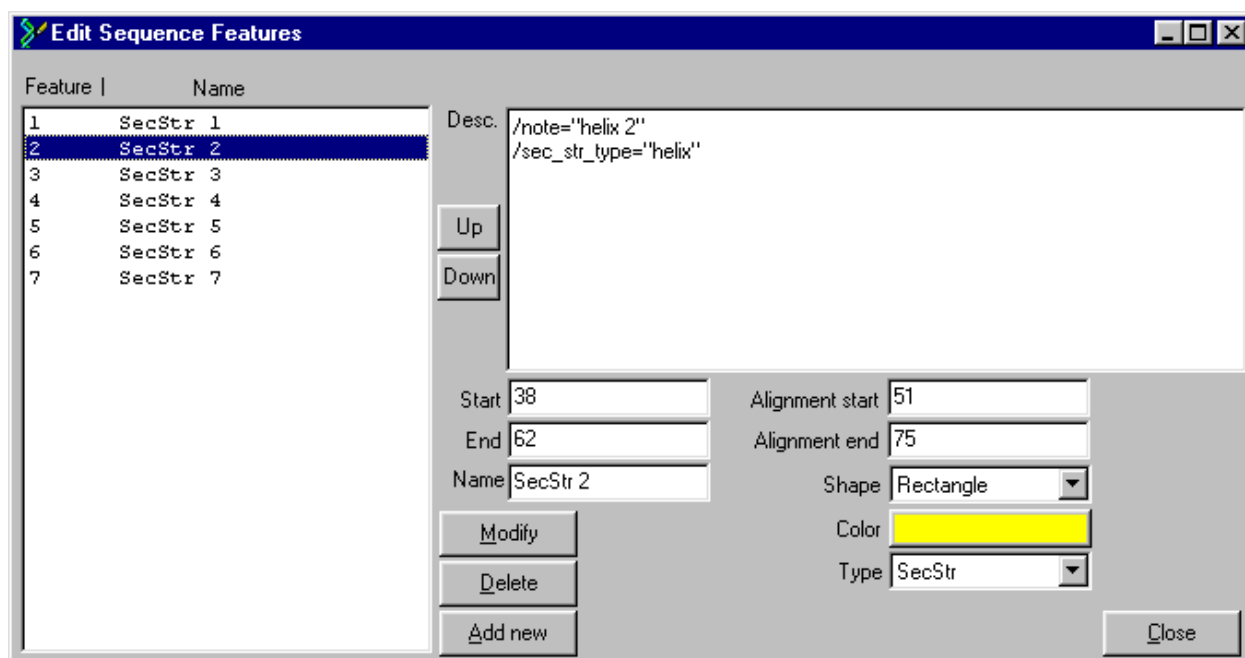 Edit Sequence Features
Feature | Name
1 SecStr 1
2 SecStr 2
3 SecStr 3
4 SecStr 4
5 SecStr 5
6 SecStr 6
7 SecStr 7
Desc.
/note="helix 2"
/sec_str_type="helix"
Up
Down
Start 38
End 62
Name SecStr 2
Alignment start 51
Alignment end 75
Shape Rectangle
Color
Type SecStr
Modify
Delete
Add new
Close